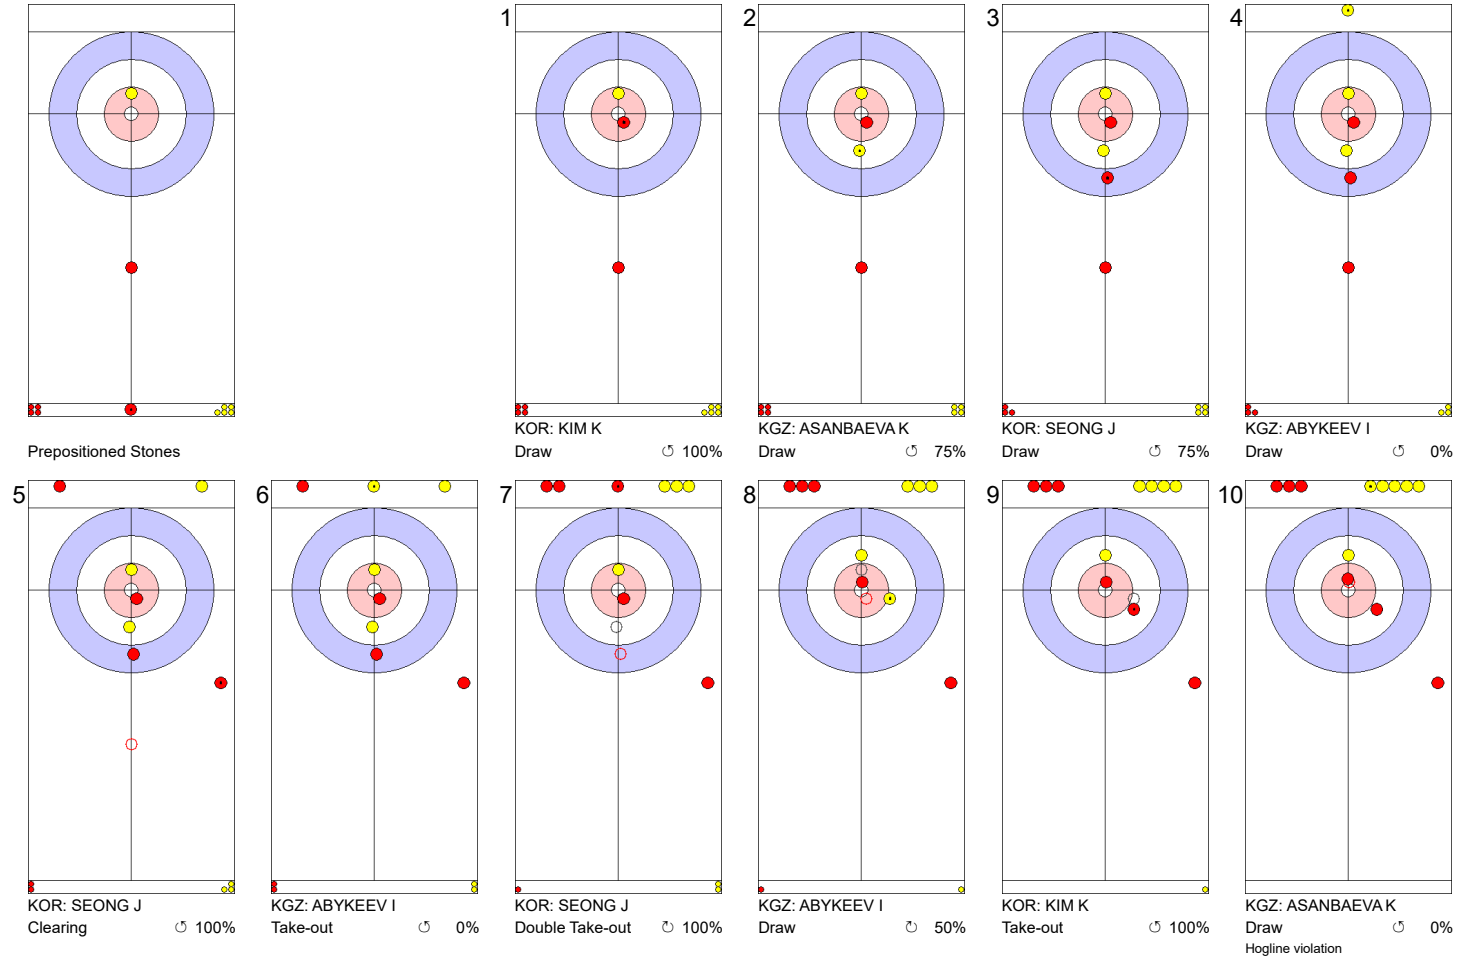 1
2
3
4
Prepositioned Stones
KOR: KIM K
Draw 100%
KGZ: ASANBAEVA K
Draw 75%
KOR: SEONG J
Draw 75%
KGZ: ABYKEEV I
Draw 0%
5
6
7
8
9
10
KOR: SEONG J
Clearing 100%
KGZ: ABYKEEV I
Take-out 0%
KOR: SEONG J
Double Take-out 100%
KGZ: ABYKEEV I
Draw 50%
KOR: KIM K
Take-out 100%
KGZ: ASANBAEVA K
Draw 0%
Hogline violation